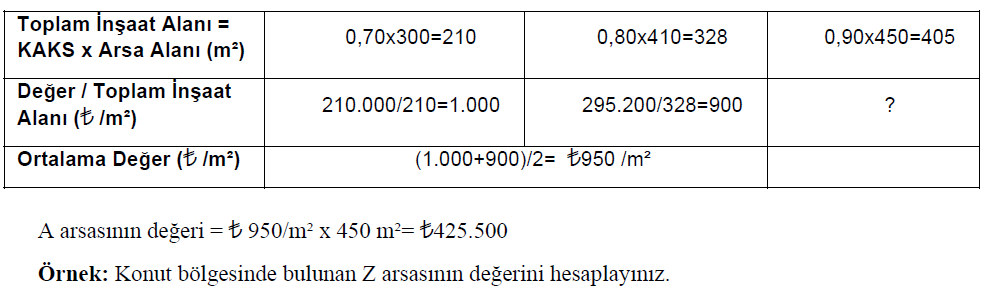 Toplam İnşaat Alanı =
KAKS x Arsa Alanı (m²)
0,70x300=210
0,80x410=328
0,90x450=405
Değer / Toplam İnşaat
Alanı (₺ /m²)
210.000/210=1.000
295.200/328=900
?
Ortalama Değer (₺ /m²)
(1.000+900)/2= ₺950 /m²
A arsasının değeri = ₺ 950/m² x 450 m²= ₺425.500
Örnek: Konut bölgesinde bulunan Z arsasının değerini hesaplayınız.